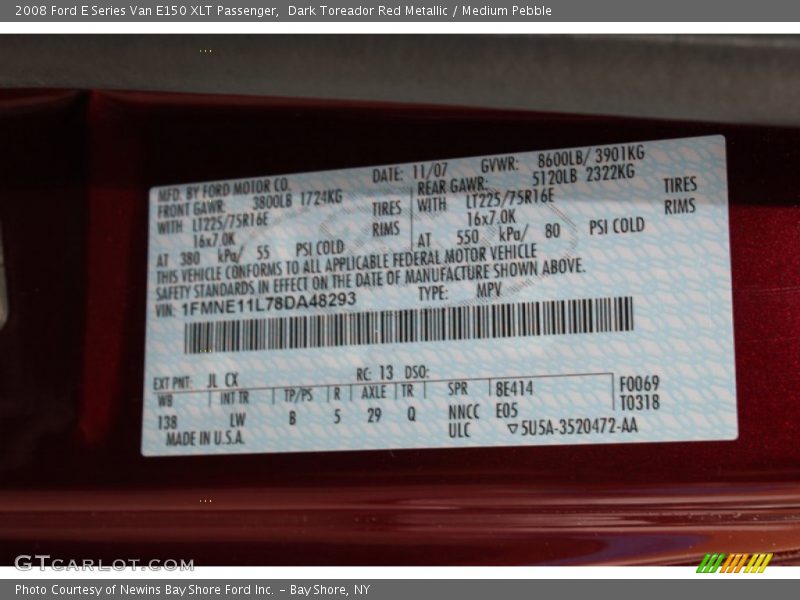 2008 Ford E Series Van E150 XLT Passenger, Dark Toreador Red Metallic / Medium Pebble
MFD. BY FORD MOTOR CO. DATE: 11/07 GVWR: 8600LB/ 3901KG
FRONT GAWR: 3800LB 1724KG REAR GAWR: 5120LB 2322KG
WITH LT225/75R16E TIRES WITH LT225/75R16E TIRES
16x7.0K RIMS 16x7.0K RIMS
AT 380 kPa/ 55 PSI COLD AT 550 kPa/ 80 PSI COLD
THIS VEHICLE CONFORMS TO ALL APPLICABLE FEDERAL MOTOR VEHICLE
SAFETY STANDARDS IN EFFECT ON THE DATE OF MANUFACTURE SHOWN ABOVE.
VIN: 1FMNE11L78DA48293 TYPE: MPV
EXT PNT: JL CX RC: 13 DSO:
WB INT TR TP/PS R AXLE TR SPR 8E414 F0069
138 LW B 5 29 Q NNCC E05 T0318
MADE IN U.S.A. ULC ▽5U5A-3520472-AA
GTCARLOT.COM
Photo Courtesy of Newins Bay Shore Ford Inc. - Bay Shore, NY